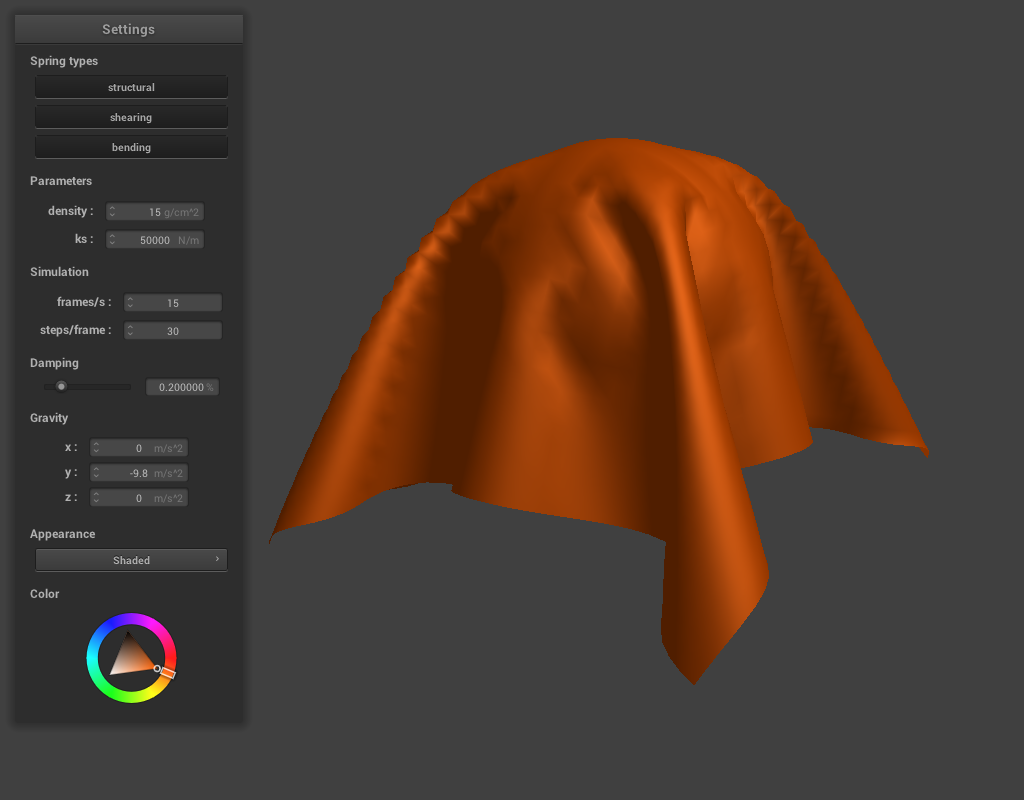 Settings
Spring types
structural
shearing
bending
Parameters
density : 15 g/cm^2
ks : 50000 N/m
Simulation
frames/s : 15
steps/frame : 30
Damping
0.200000 %
Gravity
x : 0 m/s^2
y : -9.8 m/s^2
z : 0 m/s^2
Appearance
Shaded
Color